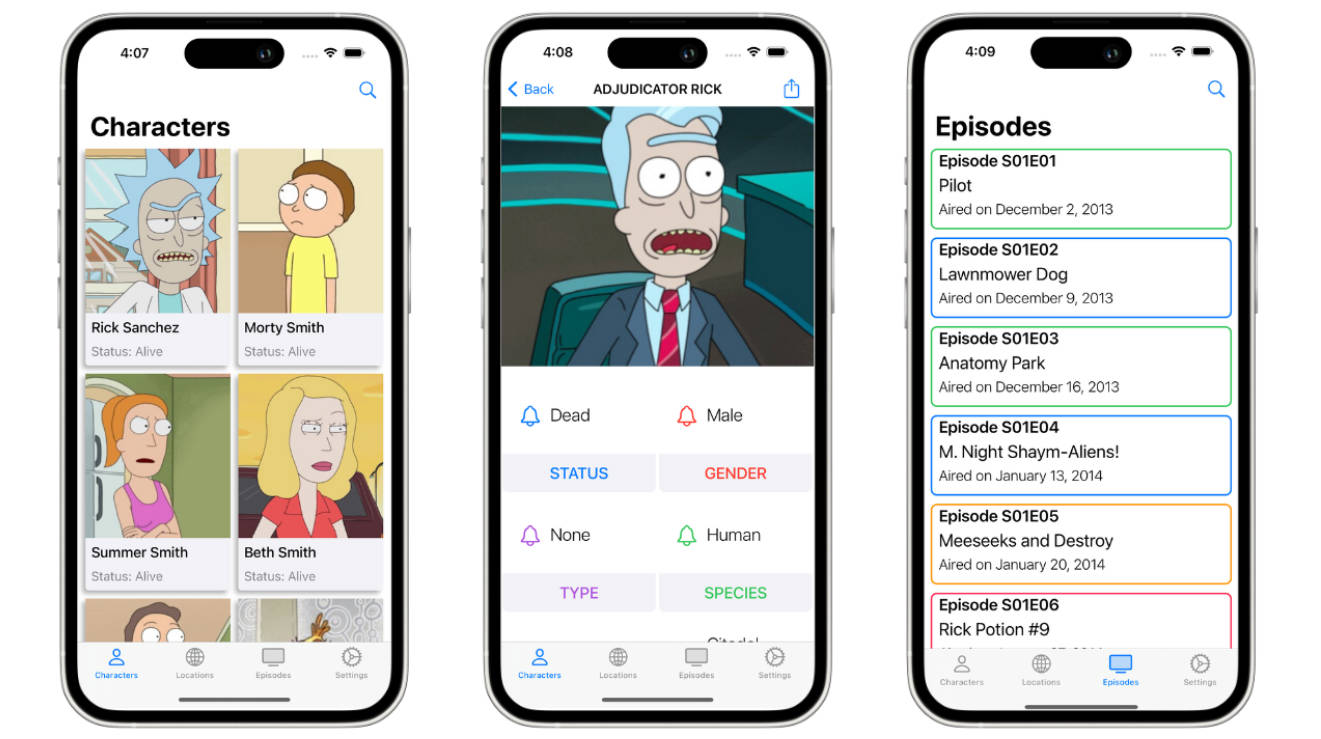 4:07
Characters
Rick Sanchez
Status: Alive
Morty Smith
Status: Alive
Summer Smith
Status: Alive
Beth Smith
Status: Alive
Characters
Locations
Episodes
Settings
4:08
Back
ADJUDICATOR RICK
Dead
STATUS
Male
GENDER
None
TYPE
Human
SPECIES
Characters
Locations
Episodes
Settings
4:09
Episodes
Episode S01E01
Pilot
Aired on December 2, 2013
Episode S01E02
Lawnmower Dog
Aired on December 9, 2013
Episode S01E03
Anatomy Park
Aired on December 16, 2013
Episode S01E04
M. Night Shaym-Aliens!
Aired on January 13, 2014
Episode S01E05
Meeseeks and Destroy
Aired on January 20, 2014
Episode S01E06
Rick Potion #9
Characters
Locations
Episodes
Settings